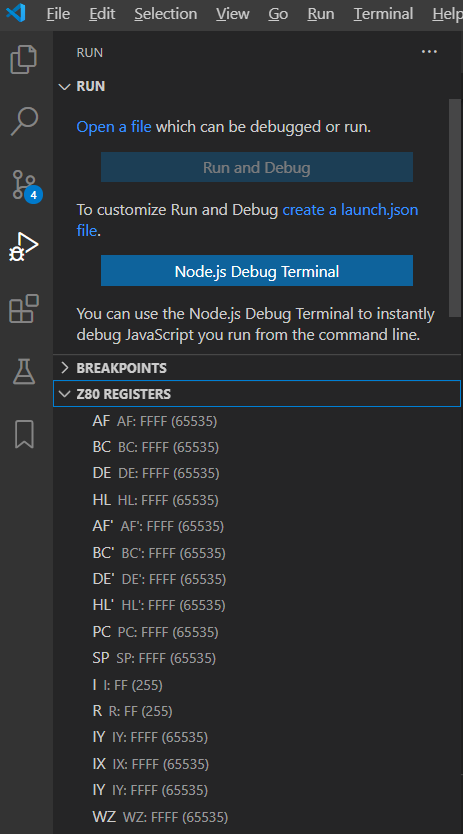 File Edit Selection View Go Run Terminal Help
RUN ...
RUN
Open a file which can be debugged or run.
Run and Debug
To customize Run and Debug create a launch.json
file.
4
Node.js Debug Terminal
You can use the Node.js Debug Terminal to instantly
debug JavaScript you run from the command line.
BREAKPOINTS
Z80 REGISTERS
AF AF: FFFF (65535)
BC BC: FFFF (65535)
DE DE: FFFF (65535)
HL HL: FFFF (65535)
AF' AF': FFFF (65535)
BC' BC': FFFF (65535)
DE' DE': FFFF (65535)
HL' HL': FFFF (65535)
PC PC: FFFF (65535)
SP SP: FFFF (65535)
I I: FF (255)
R R: FF (255)
IY IY: FFFF (65535)
IX IX: FFFF (65535)
IY IY: FFFF (65535)
WZ WZ: FFFF (65535)